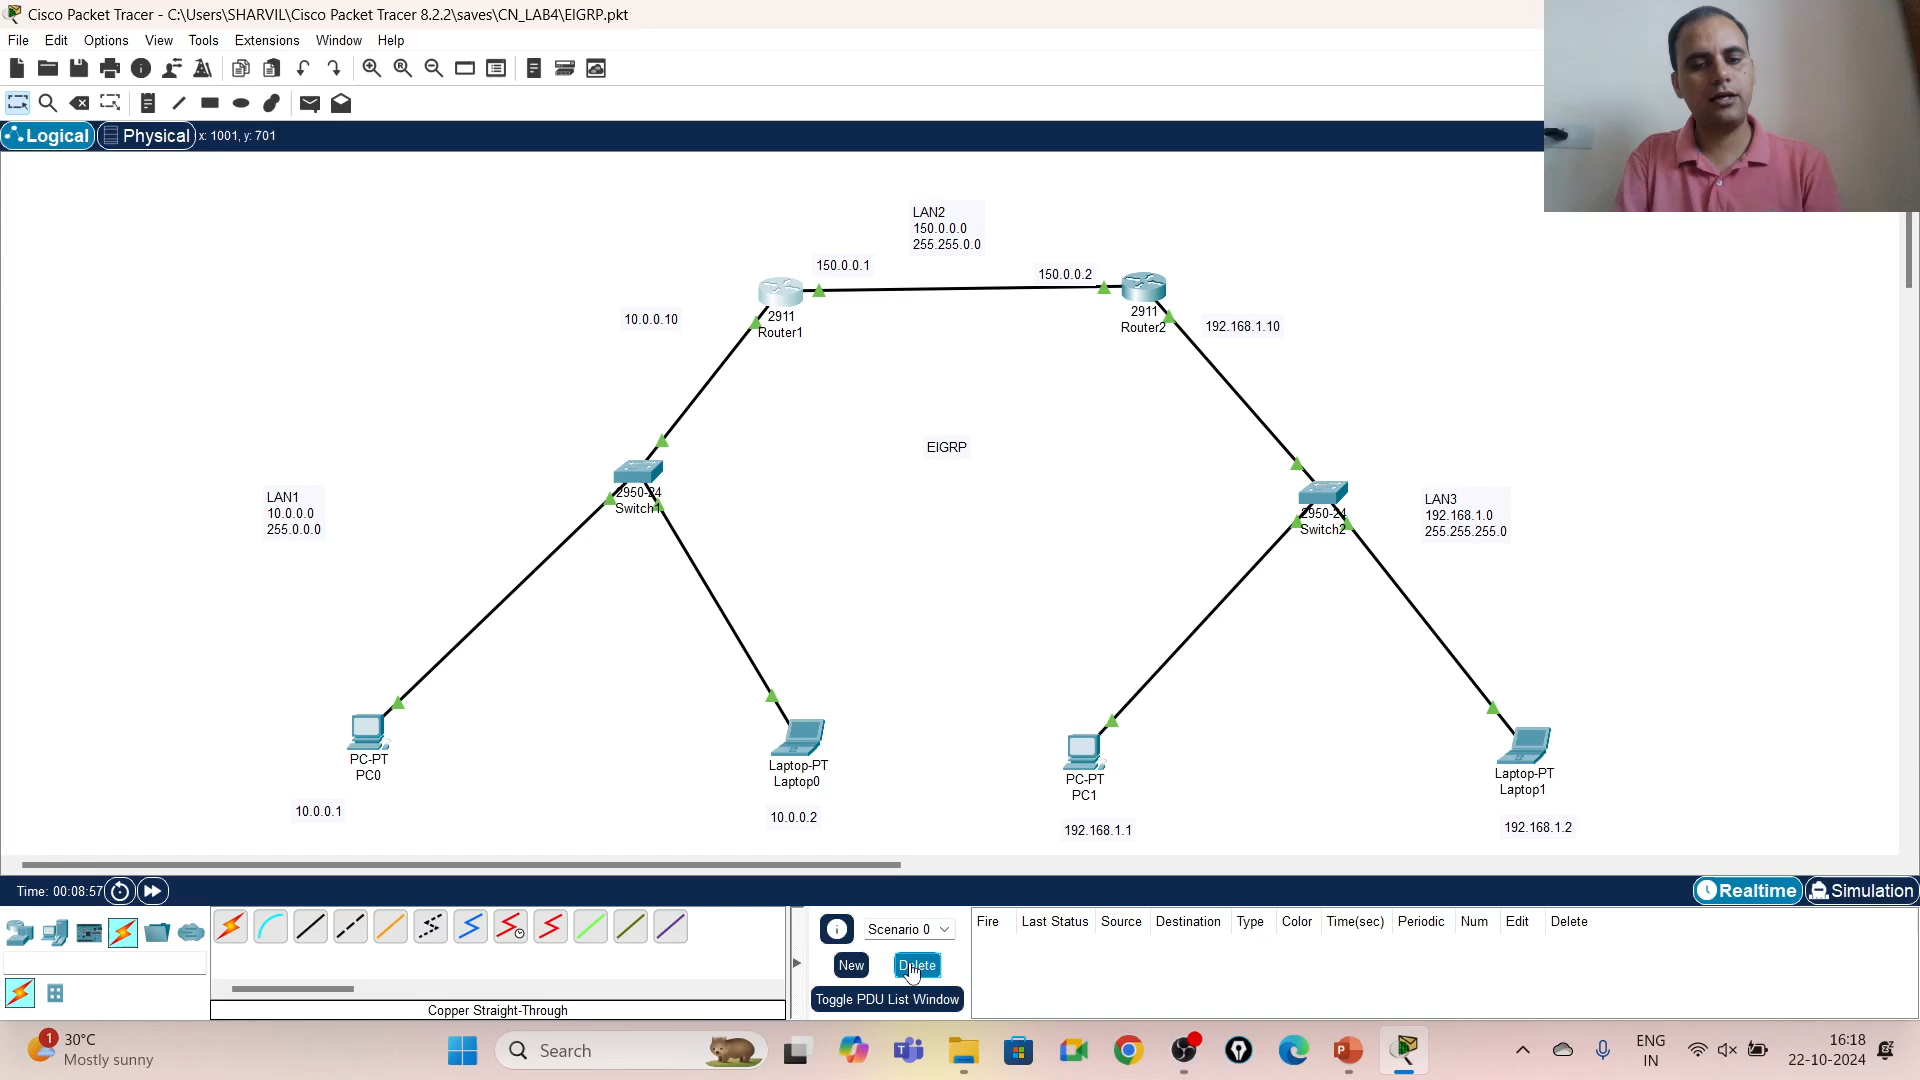 Cisco Packet Tracer - C:\Users\SHARVIL\Cisco Packet Tracer 8.2.2\saves\CN_LAB4\EIGRP.pkt
File Edit Options View Tools Extensions Window Help
Logical Physical x: 1001, y: 701
LAN2
150.0.0.0
255.255.0.0
150.0.0.1
150.0.0.2
2911
Router1
2911
Router2
10.0.0.10
192.168.1.10
EIGRP
2950-24
Switch1
2950-24
Switch2
LAN1
10.0.0.0
255.0.0.0
LAN3
192.168.1.0
255.255.255.0
PC-PT
PC0
Laptop-PT
Laptop0
PC-PT
PC1
Laptop-PT
Laptop1
10.0.0.1
10.0.0.2
192.168.1.1
192.168.1.2
Time: 00:08:57
Realtime Simulation
Scenario 0
New Delete
Toggle PDU List Window
Fire Last Status Source Destination Type Color Time(sec) Periodic Num Edit Delete
Copper Straight-Through
1
30°C
Mostly sunny
Search
ENG
IN
16:18
22-10-2024